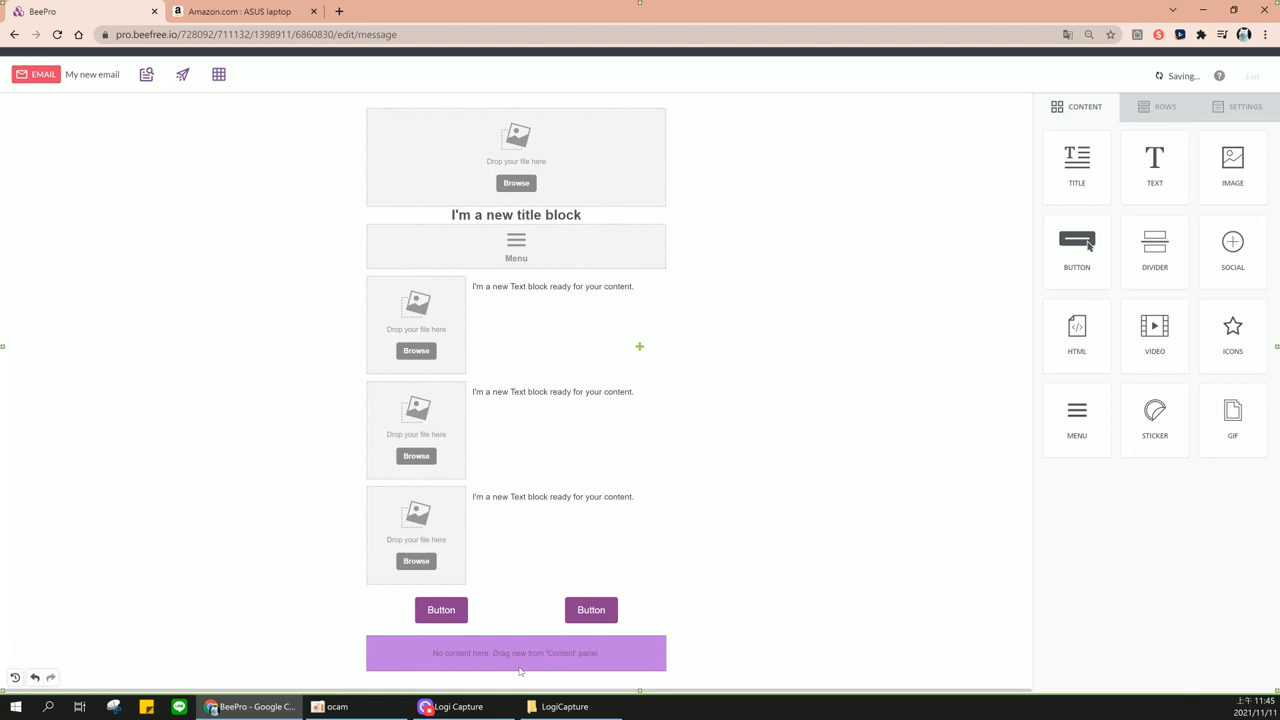 BeePro
Amazon.com : ASUS laptop
pro.beefree.io/728092/711132/1398911/6860830/edit/message
EMAIL
My new email
Saving...
Exit
CONTENT
ROWS
SETTINGS
Drop your file here
Browse
I'm a new title block
Menu
Drop your file here
Browse
I'm a new Text block ready for your content.
Drop your file here
Browse
I'm a new Text block ready for your content.
Drop your file here
Browse
I'm a new Text block ready for your content.
Button
Button
No content here. Drag new from 'Content' panel.
TITLE
TEXT
IMAGE
BUTTON
DIVIDER
SOCIAL
HTML
VIDEO
ICONS
MENU
STICKER
GIF
BeePro - Google C...
ocam
Logi Capture
LogiCapture
上午 11:45
2021/11/11